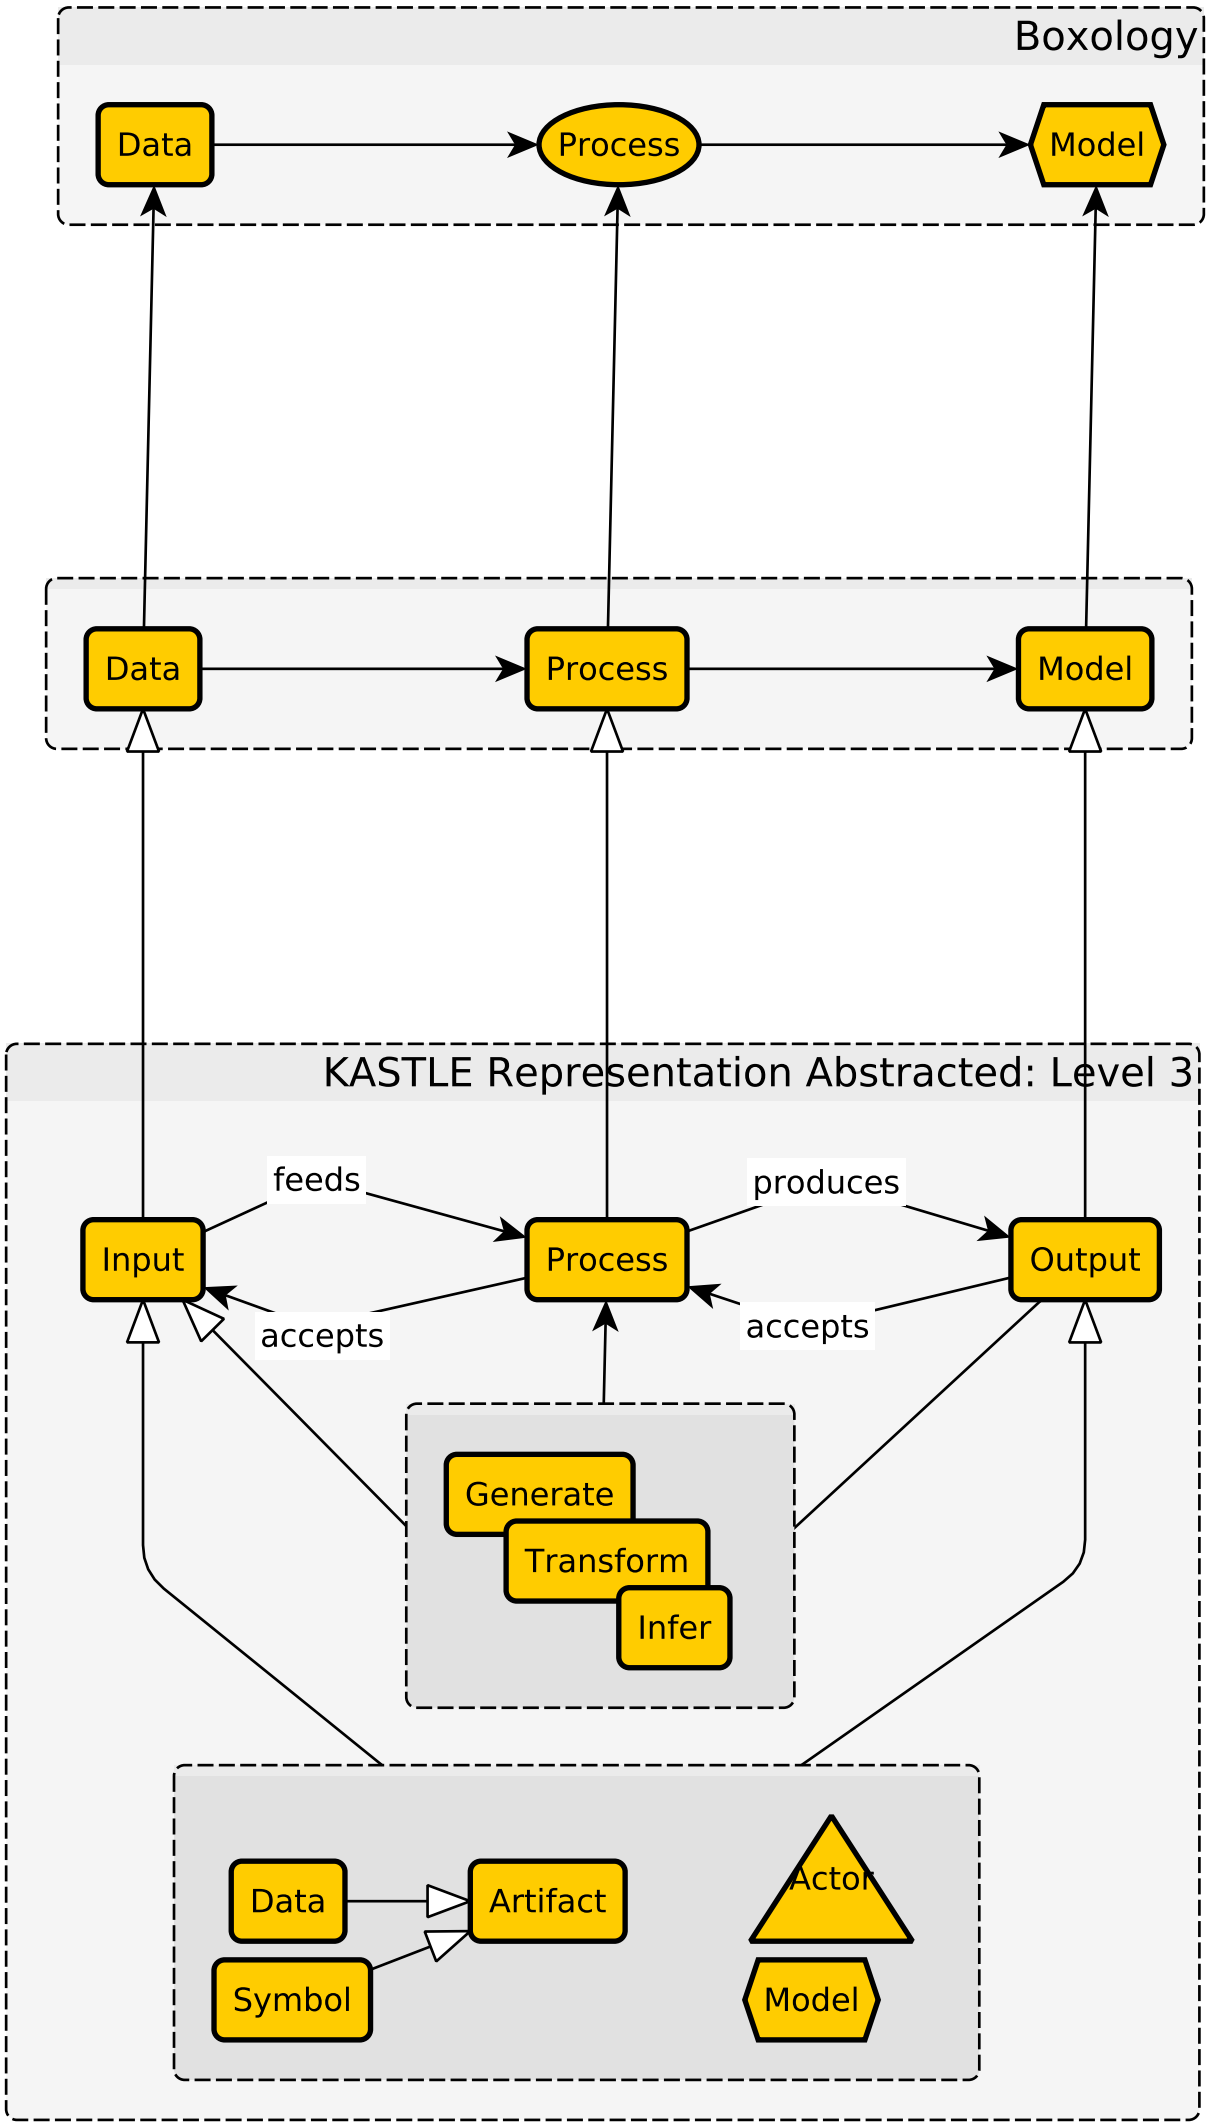 Boxology
Data
Process
Model
Data
Process
Model
KASTLE Representation Abstracted: Level 3
feeds
produces
Input
Process
Output
accepts
accepts
Generate
Transform
Infer
Data
Artifact
Actor
Symbol
Model